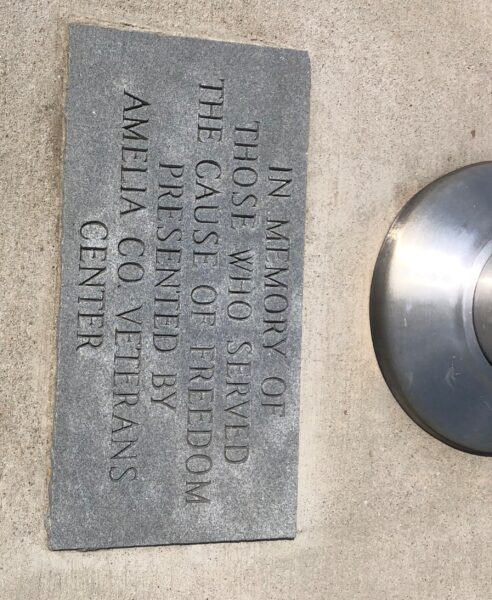 IN MEMORY OF
THOSE WHO SERVED
THE CAUSE OF FREEDOM
PRESENTED BY
AMELIA CO. VETERANS
CENTER